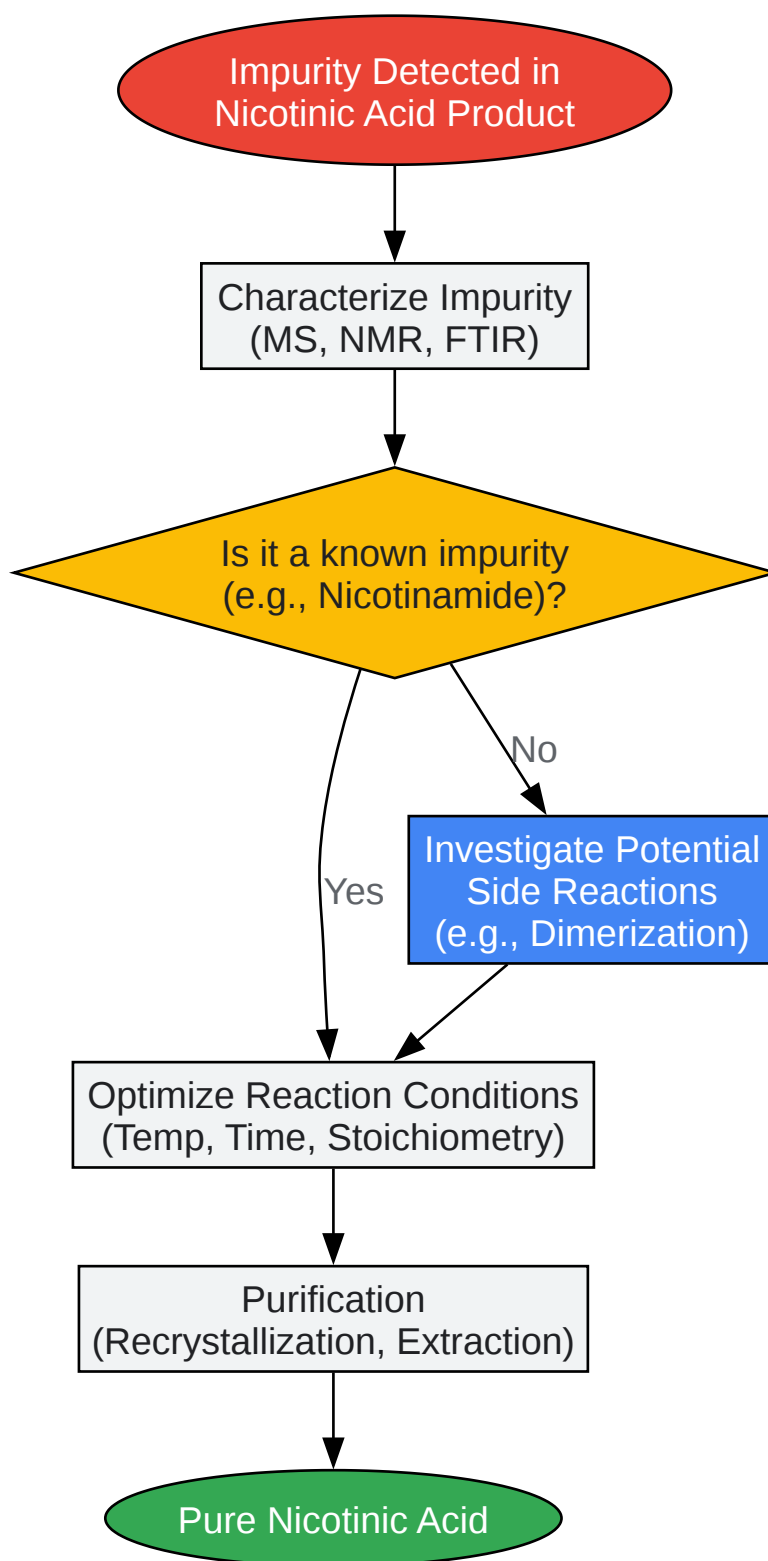 Impurity Detected in
Nicotinic Acid Product
Characterize Impurity
(MS, NMR, FTIR)
Is it a known impurity
(e.g., Nicotinamide)?
No
Investigate Potential
Side Reactions
(e.g., Dimerization)
Yes
Optimize Reaction Conditions
(Temp, Time, Stoichiometry)
Purification
(Recrystallization, Extraction)
Pure Nicotinic Acid